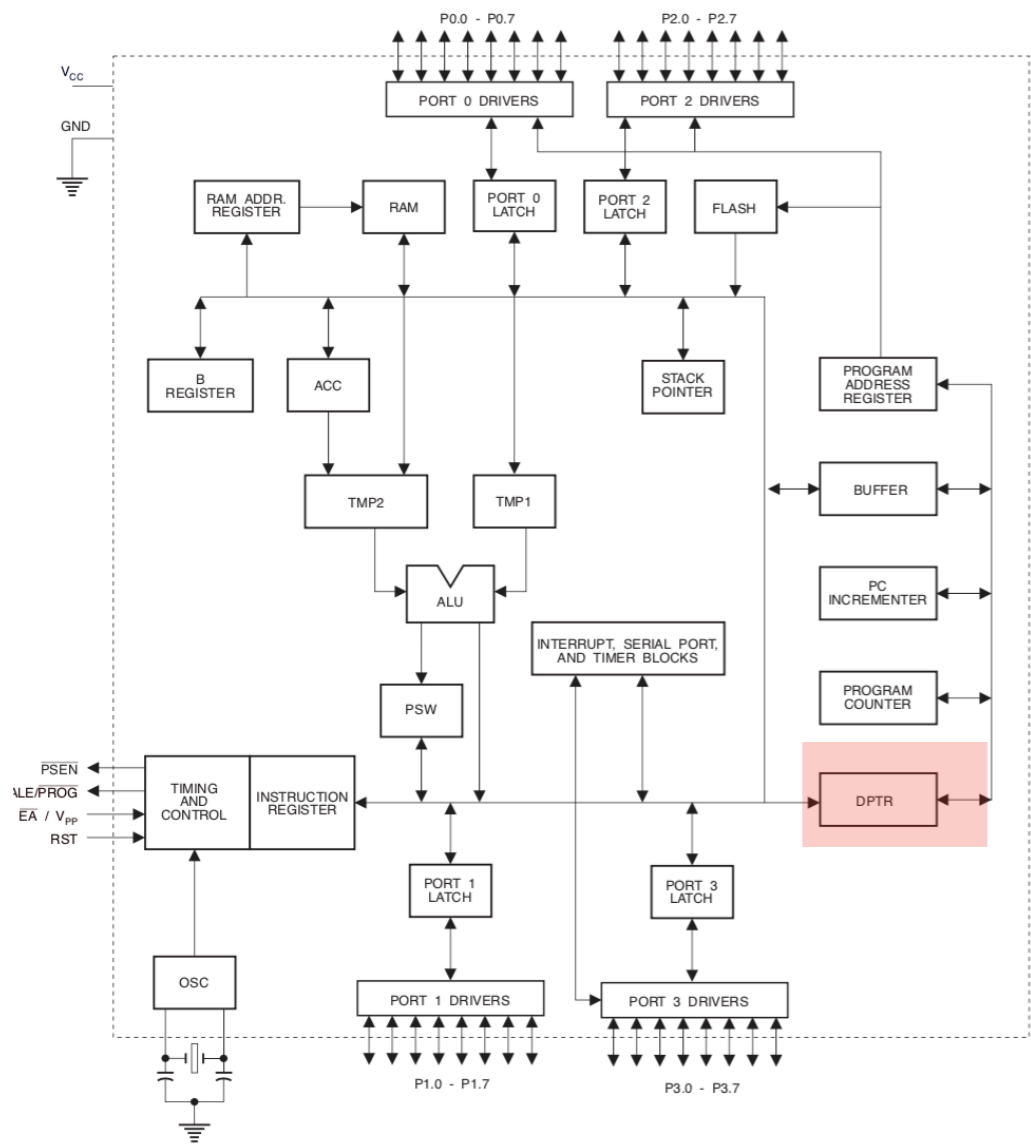 P0.0 - P0.7
P2.0 - P2.7
VCC
PORT 0 DRIVERS
PORT 2 DRIVERS
GND
RAM ADDR.
REGISTER
RAM
PORT 0
LATCH
PORT 2
LATCH
FLASH
B
REGISTER
ACC
STACK
POINTER
PROGRAM
ADDRESS
REGISTER
TMP2
TMP1
BUFFER
ALU
PC
INCREMENTER
INTERRUPT, SERIAL PORT,
AND TIMER BLOCKS
PSW
PROGRAM
COUNTER
PSEN
LE/PROG
EA / VPP
RST
TIMING
AND
CONTROL
INSTRUCTION
REGISTER
DPTR
PORT 1
LATCH
PORT 3
LATCH
OSC
PORT 1 DRIVERS
PORT 3 DRIVERS
P1.0 - P1.7
P3.0 - P3.7